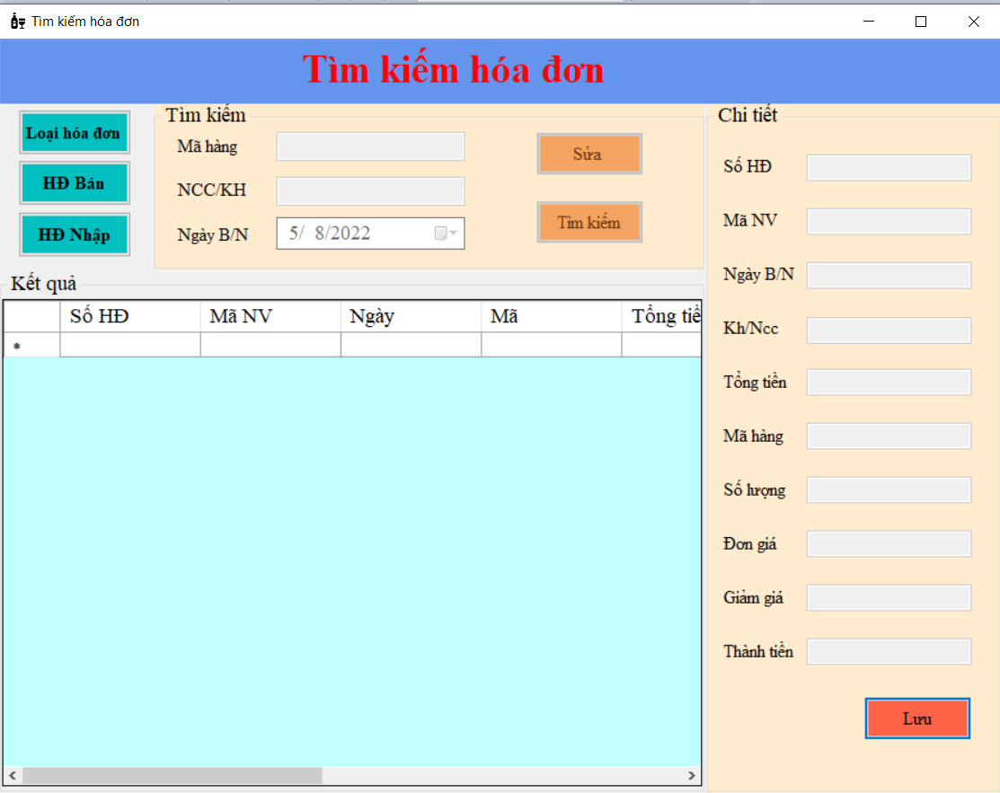 Tìm kiếm hóa đơn
Tìm kiếm hóa đơn
Loại hóa đơn
HĐ Bán
HĐ Nhập
Tìm kiếm
Mã hàng
NCC/KH
Ngày B/N
5/ 8/2022
Sửa
Tìm kiếm
Kết quả
Số HĐ Mã NV Ngày Mã Tổng tiề
*
Chi tiết
Số HĐ
Mã NV
Ngày B/N
Kh/Ncc
Tổng tiền
Mã hàng
Số lượng
Đơn giá
Giảm giá
Thành tiền
Lưu